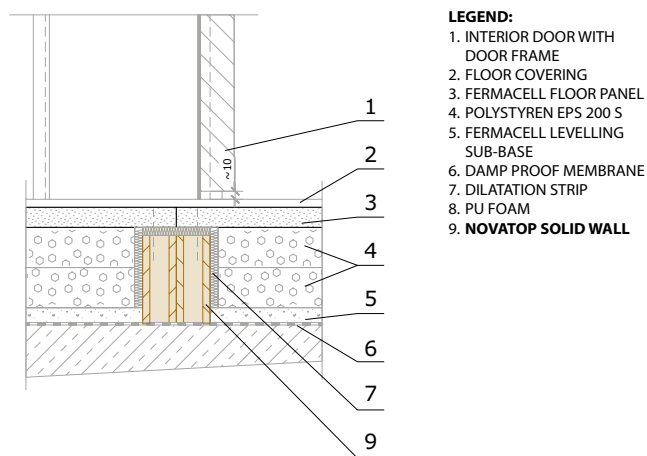 LEGEND:
1. INTERIOR DOOR WITH
DOOR FRAME
2. FLOOR COVERING
3. FERMACELL FLOOR PANEL
4. POLYSTYREN EPS 200 S
5. FERMACELL LEVELLING
SUB-BASE
6. DAMP PROOF MEMBRANE
7. DILATATION STRIP
8. PU FOAM
9. NOVATOP SOLID WALL
1
~10
2
3
4
5
6
7
9